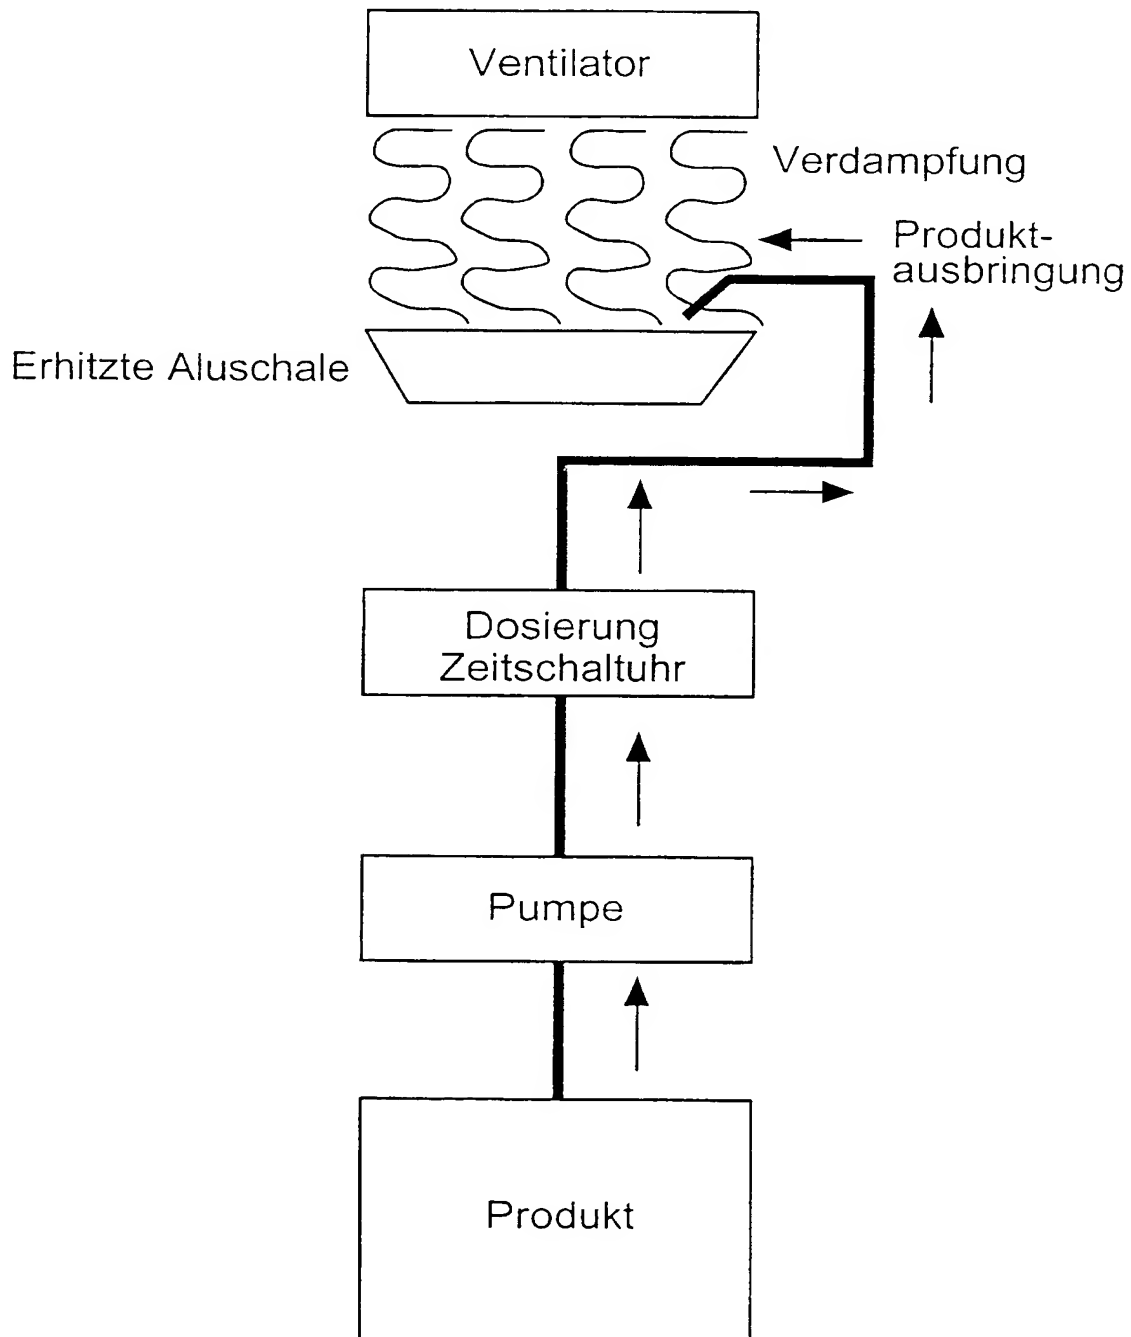 Ventilator
Verdampfung
Produkt-
ausbringung
Erhitzte Aluschale
Dosierung
Zeitschaltuhr
Pumpe
Produkt